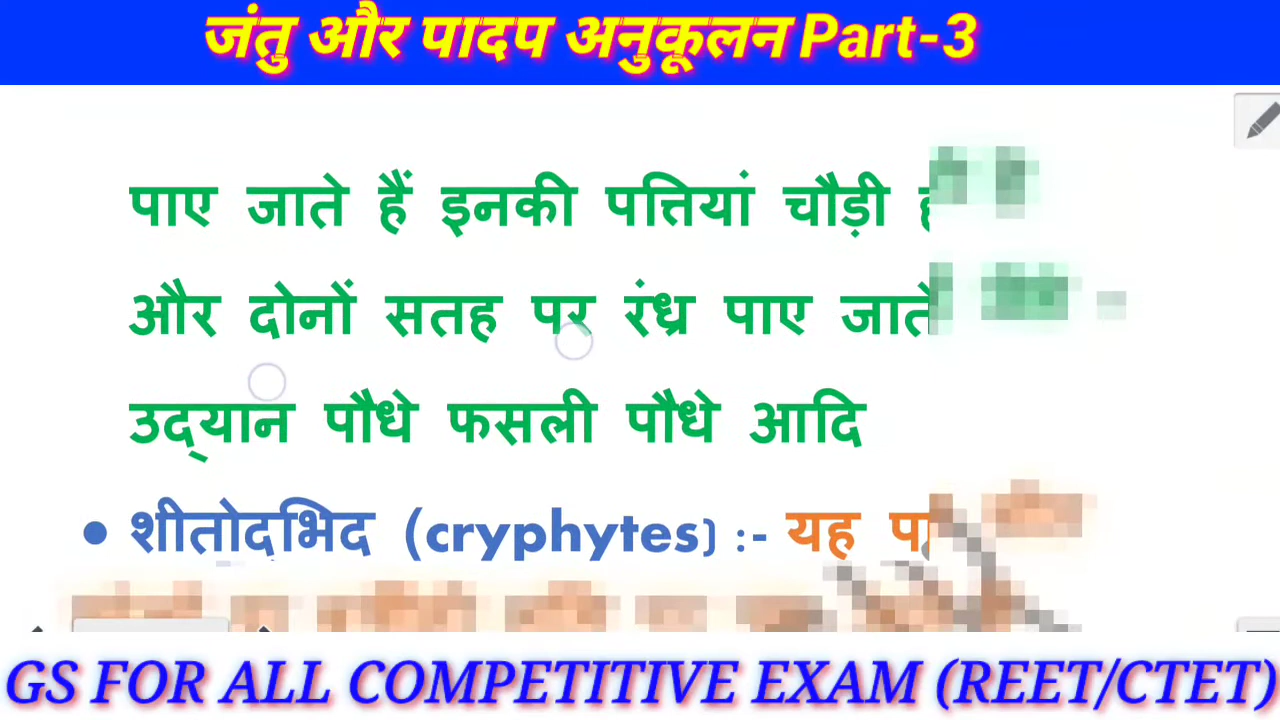 जंतु और पादप अनुकूलन Part-3
पाए जाते हैं इनकी पत्तियां चौड़ी
और दोनों सतह पर रंध्र पाए जाते
उद्यान पौधे फसली पौधे आदि
• शीतोद्भिद (cryphytes) :- यह
GS FOR ALL COMPETITIVE EXAM (REET/CTET)